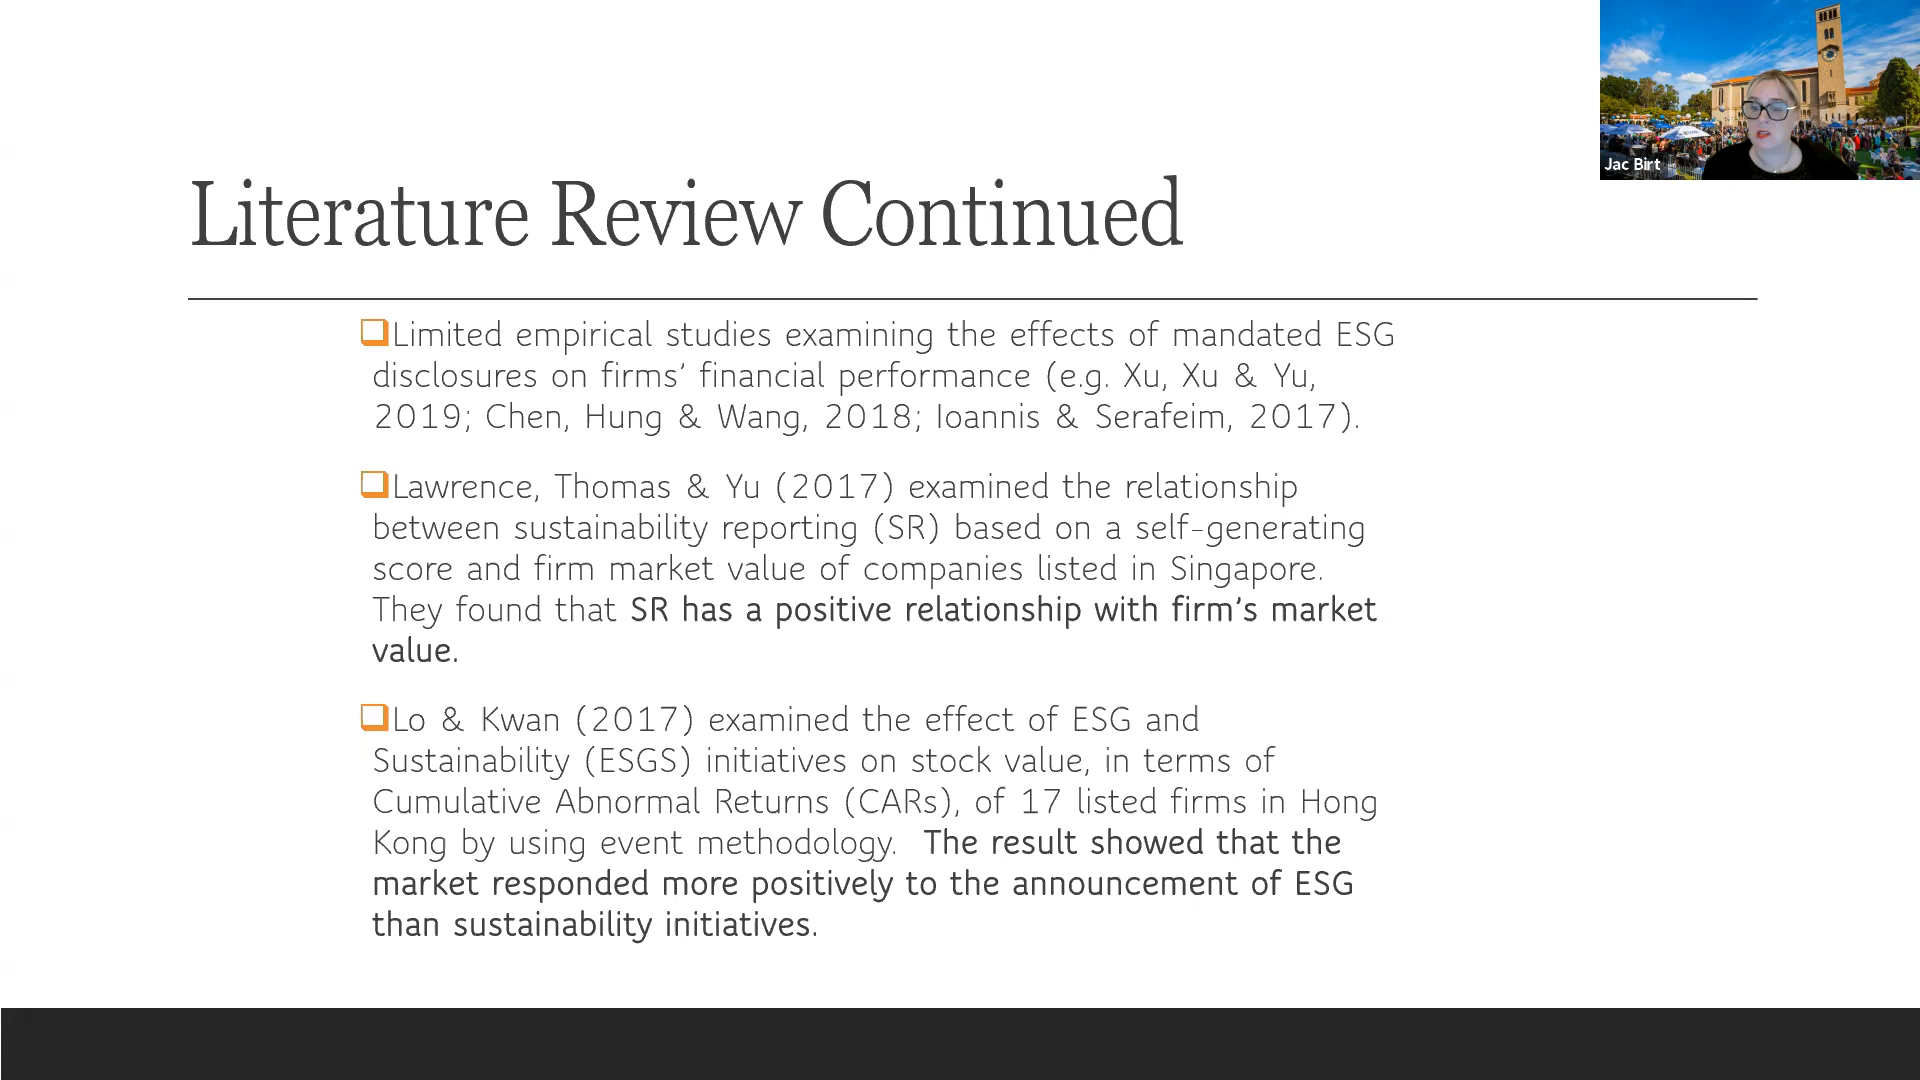 Jac Birt
Literature Review Continued
Limited empirical studies examining the effects of mandated ESG
disclosures on firms’ financial performance (e.g. Xu, Xu & Yu,
2019; Chen, Hung & Wang, 2018; Ioannis & Serafeim, 2017).
Lawrence, Thomas & Yu (2017) examined the relationship
between sustainability reporting (SR) based on a self-generating
score and firm market value of companies listed in Singapore.
They found that SR has a positive relationship with firm’s market
value.
Lo & Kwan (2017) examined the effect of ESG and
Sustainability (ESGS) initiatives on stock value, in terms of
Cumulative Abnormal Returns (CARs), of 17 listed firms in Hong
Kong by using event methodology. The result showed that the
market responded more positively to the announcement of ESG
than sustainability initiatives.